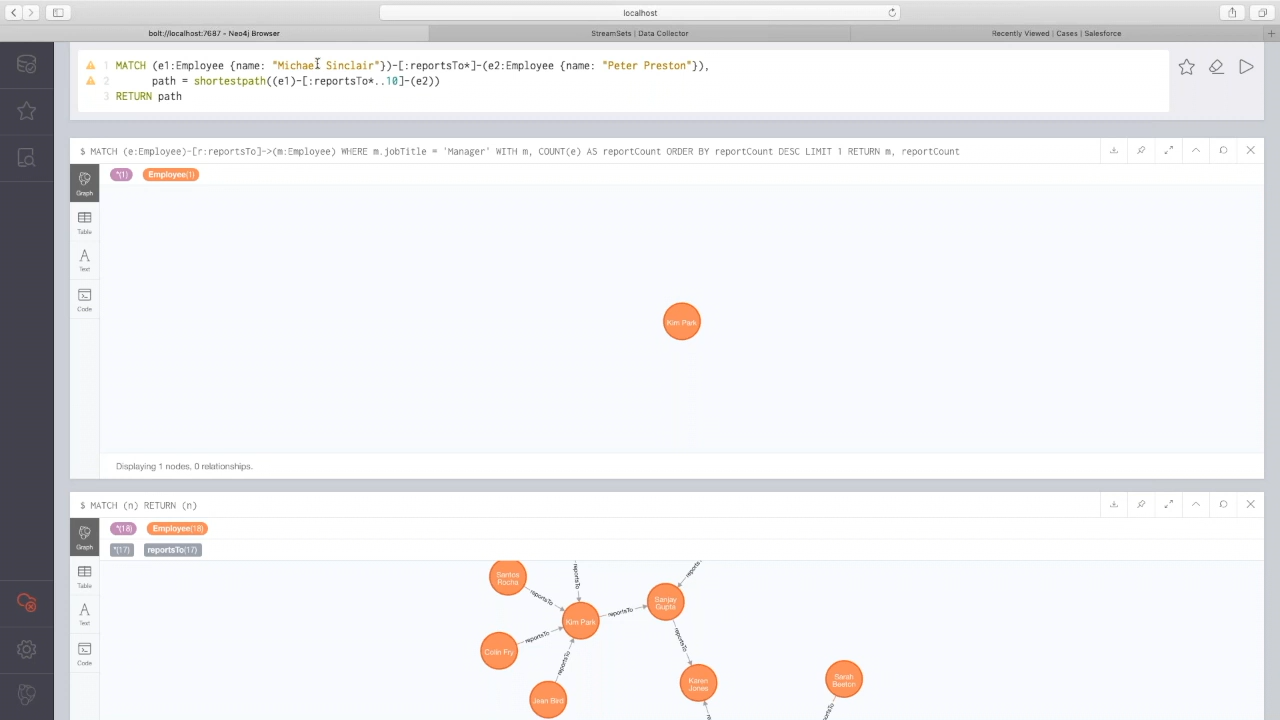 localhost
bolt://localhost:7687 - Neo4j Browser
StreamSets | Data Collector
Recently Viewed | Cases | Salesforce
1 MATCH (e1:Employee {name: "Michael Sinclair"})-[:reportsTo*]-(e2:Employee {name: "Peter Preston"}),
2 path = shortestpath((e1)-[:reportsTo*..10]-(e2))
3 RETURN path
$ MATCH (e:Employee)-[r:reportsTo]->(m:Employee) WHERE m.jobTitle = 'Manager' WITH m, COUNT(e) AS reportCount ORDER BY reportCount DESC LIMIT 1 RETURN m, reportCount
Graph
*(1) Employee(1)
Table
A
Text
Code
Kim Park
Displaying 1 nodes, 0 relationships.
$ MATCH (n) RETURN (n)
Graph
*(18) Employee(18)
*(17) reportsTo(17)
Table
A
Text
Code
reportsTo
reportsTo
Sanjay
Gupta
reportsTo
reportsTo
Kim Park
reportsTo
reportsTo
Colin Fry
reportsTo
reportsTo
Karen
Jones
Sarah
Jean Bird
reportsTo